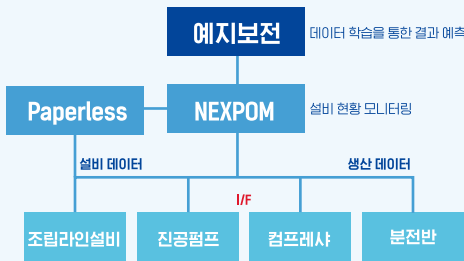 예지보전
데이터 학습을 통한 결과 예측
Paperless
NEXPOM
설비 현황 모니터링
설비 데이터
생산 데이터
I/F
조립라인설비
진공펌프
컴프레샤
분전반